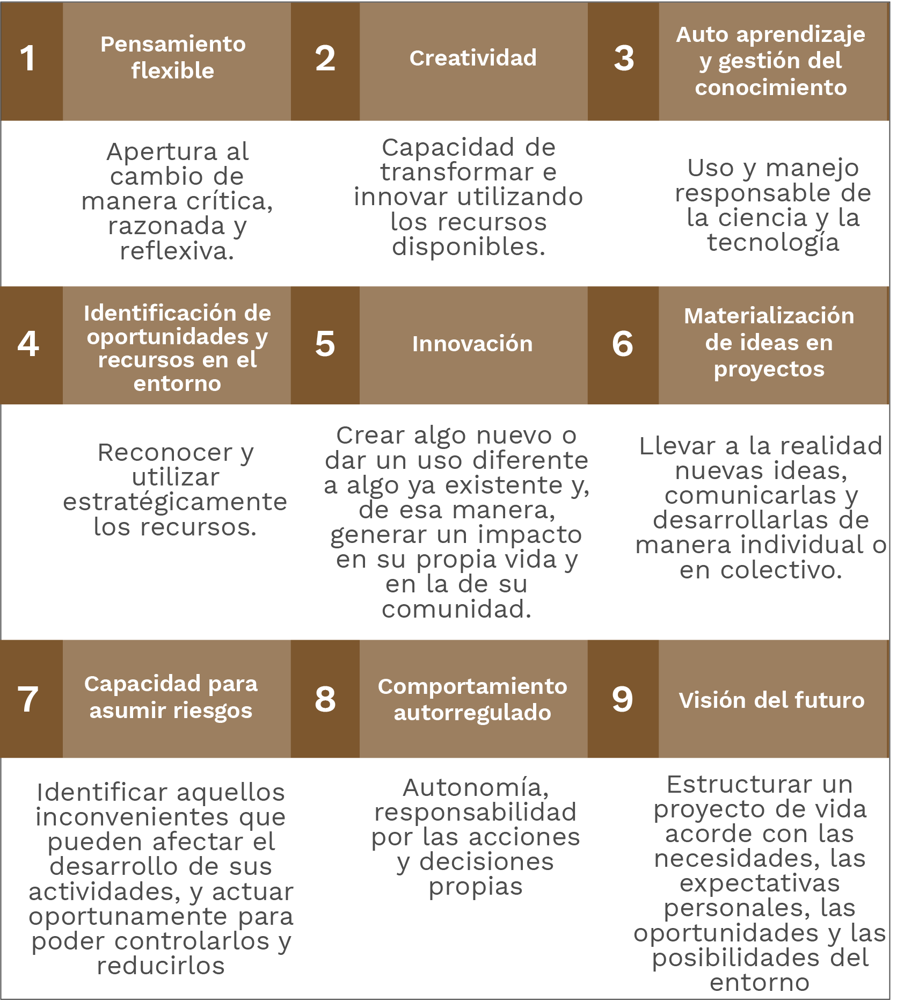 1
Pensamiento
flexible
2
Creatividad
3
Auto aprendizaje
y gestión del
conocimiento
Apertura al
cambio de
manera crítica,
razonada y
reflexiva.
Capacidad de
transformar e
innovar utilizando
los recursos
disponibles.
Uso y manejo
responsable de
la ciencia y la
tecnología
4
Identificación de
oportunidades y
recursos en el
entorno
5
Innovación
6
Materialización
de ideas en
proyectos
Reconocer y
utilizar
estratégicamente
los recursos.
Crear algo nuevo o
dar un uso diferente
a algo ya existente y,
de esa manera,
generar un impacto
en su propia vida y
en la de su
comunidad.
Llevar a la realidad
nuevas ideas,
comunicarlas y
desarrollarlas de
manera individual o
en colectivo.
7
Capacidad para
asumir riesgos
8
Comportamiento
autorregulado
9
Visión del futuro
Identificar aquellos
inconvenientes que
pueden afectar el
desarrollo de sus
actividades, y actuar
oportunamente para
poder controlarlos y
reducirlos
Autonomía,
responsabilidad
por las acciones
y decisiones
propias
Estructurar un
proyecto de vida
acorde con las
necesidades, las
expectativas
personales, las
oportunidades y las
posibilidades del
entorno